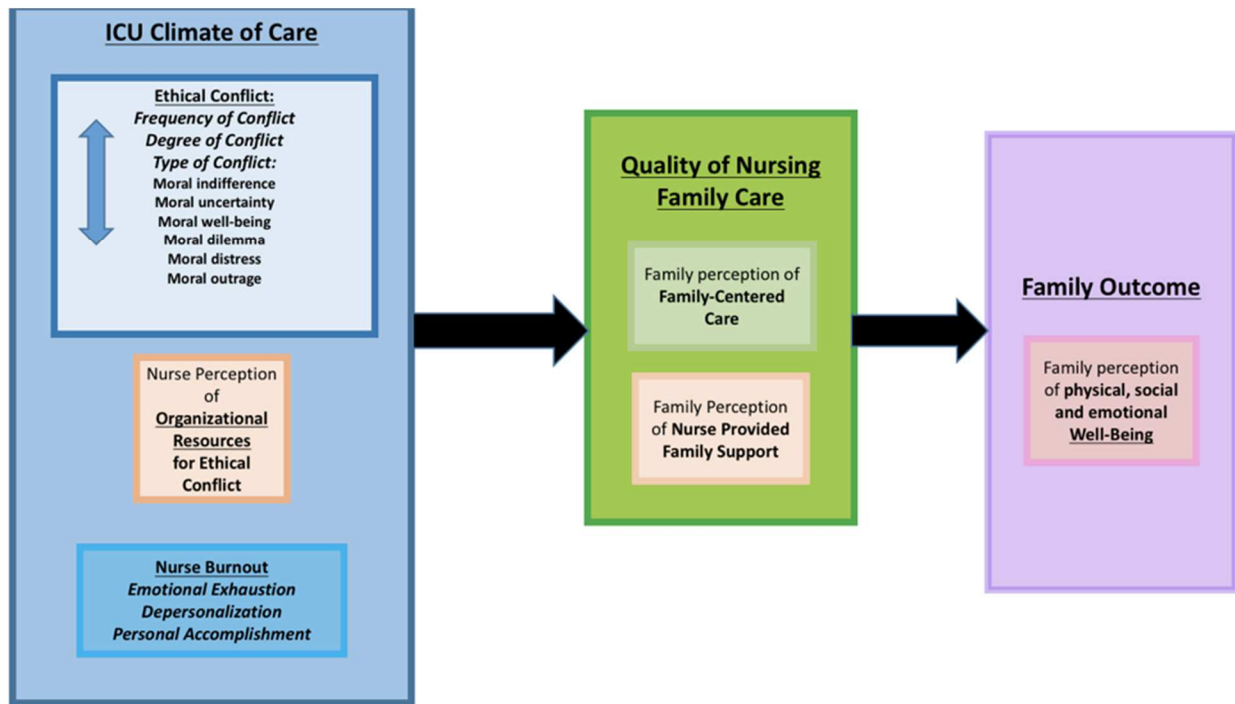 ICU Climate of Care
Ethical Conflict:
Frequency of Conflict
Degree of Conflict
Type of Conflict:
Moral indifference
Moral uncertainty
Moral well-being
Moral dilemma
Moral distress
Moral outrage
Nurse Perception
of
Organizational
Resources
for Ethical
Conflict
Nurse Burnout
Emotional Exhaustion
Depersonalization
Personal Accomplishment
Quality of Nursing
Family Care
Family perception of
Family-Centered
Care
Family Perception
of Nurse Provided
Family Support
Family Outcome
Family perception
of physical, social
and emotional
Well-Being